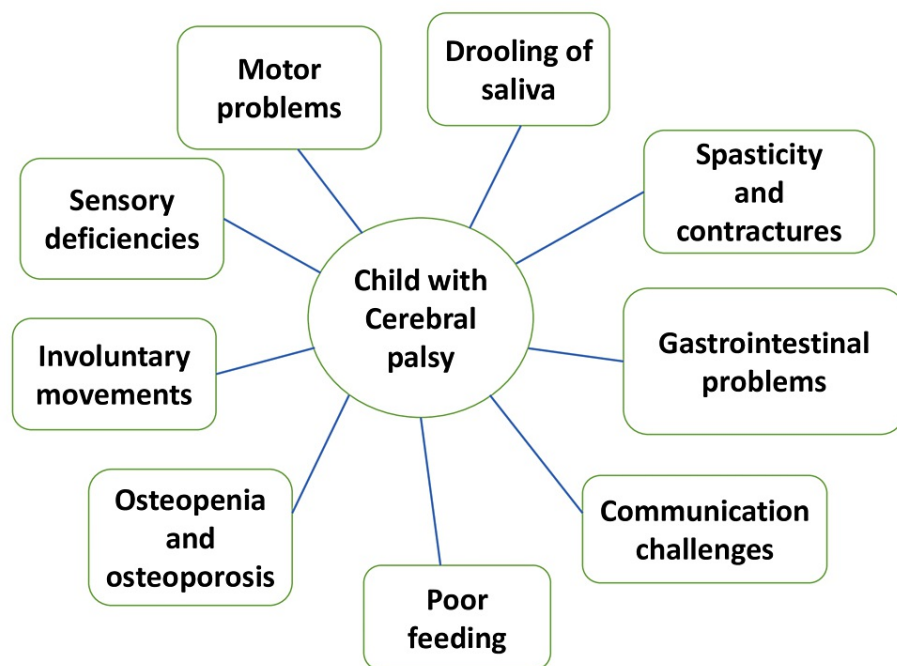 Drooling of
saliva
Motor
problems
Spasticity
and
contractures
Sensory
deficiencies
Child with
Cerebral
palsy
Gastrointestinal
problems
Involuntary
movements
Osteopenia
and
osteoporosis
Communication
challenges
Poor
feeding